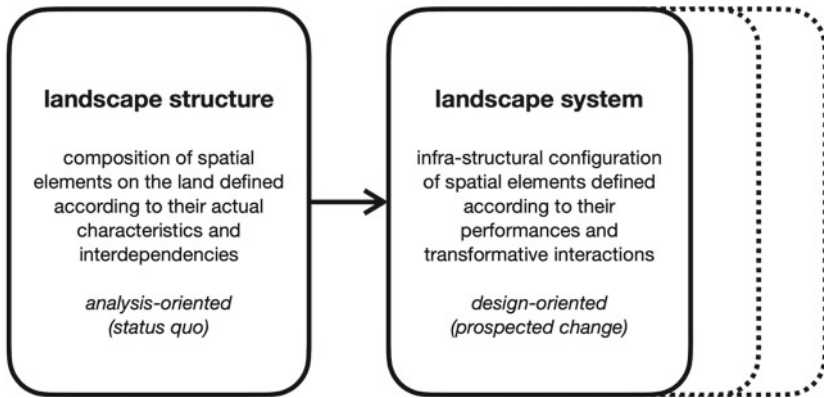 landscape structure
composition of spatial
elements on the land defined
according to their actual
characteristics and
interdependencies
analysis-oriented
(status quo)
landscape system
infra-structural configuration
of spatial elements defined
according to their
performances and
transformative interactions
design-oriented
(prospected change)